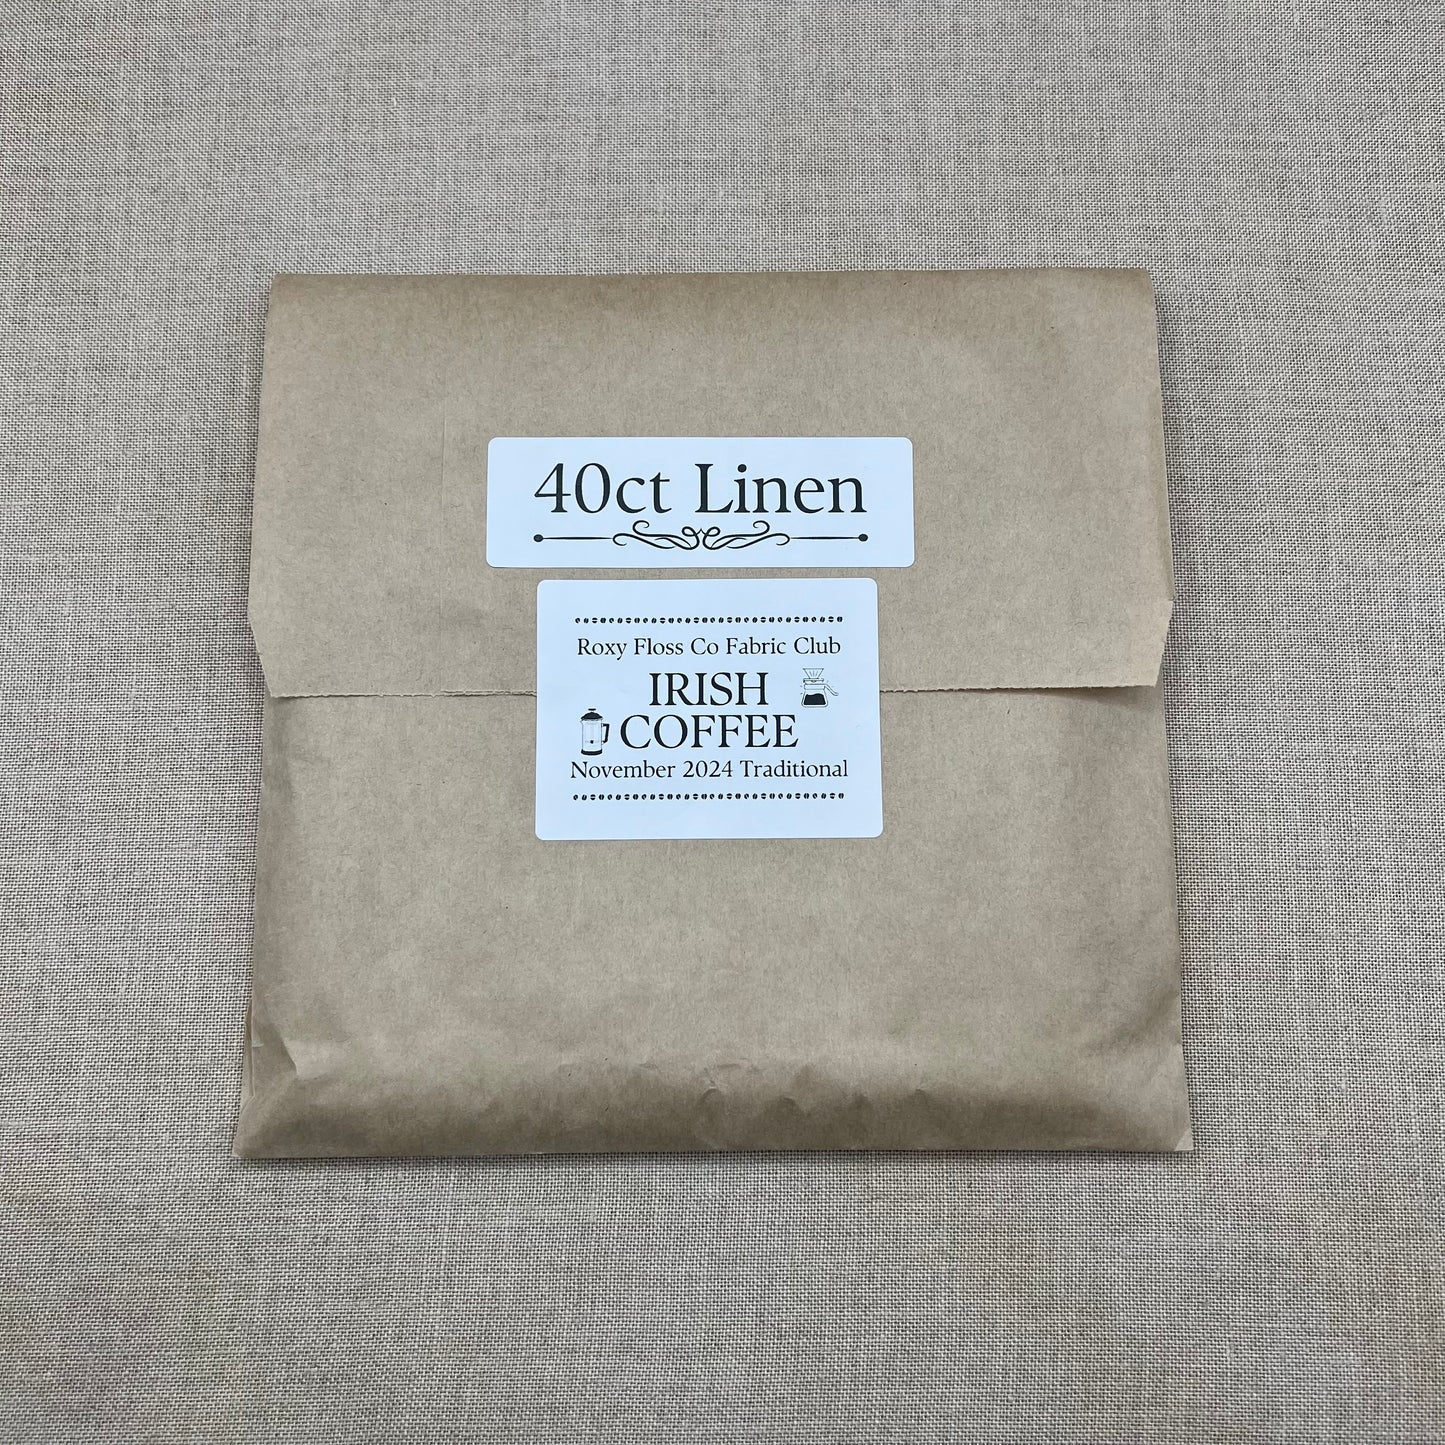 40ct Linen
Roxy Floss Co Fabric Club
IRISH
COFFEE
November 2024 Traditional